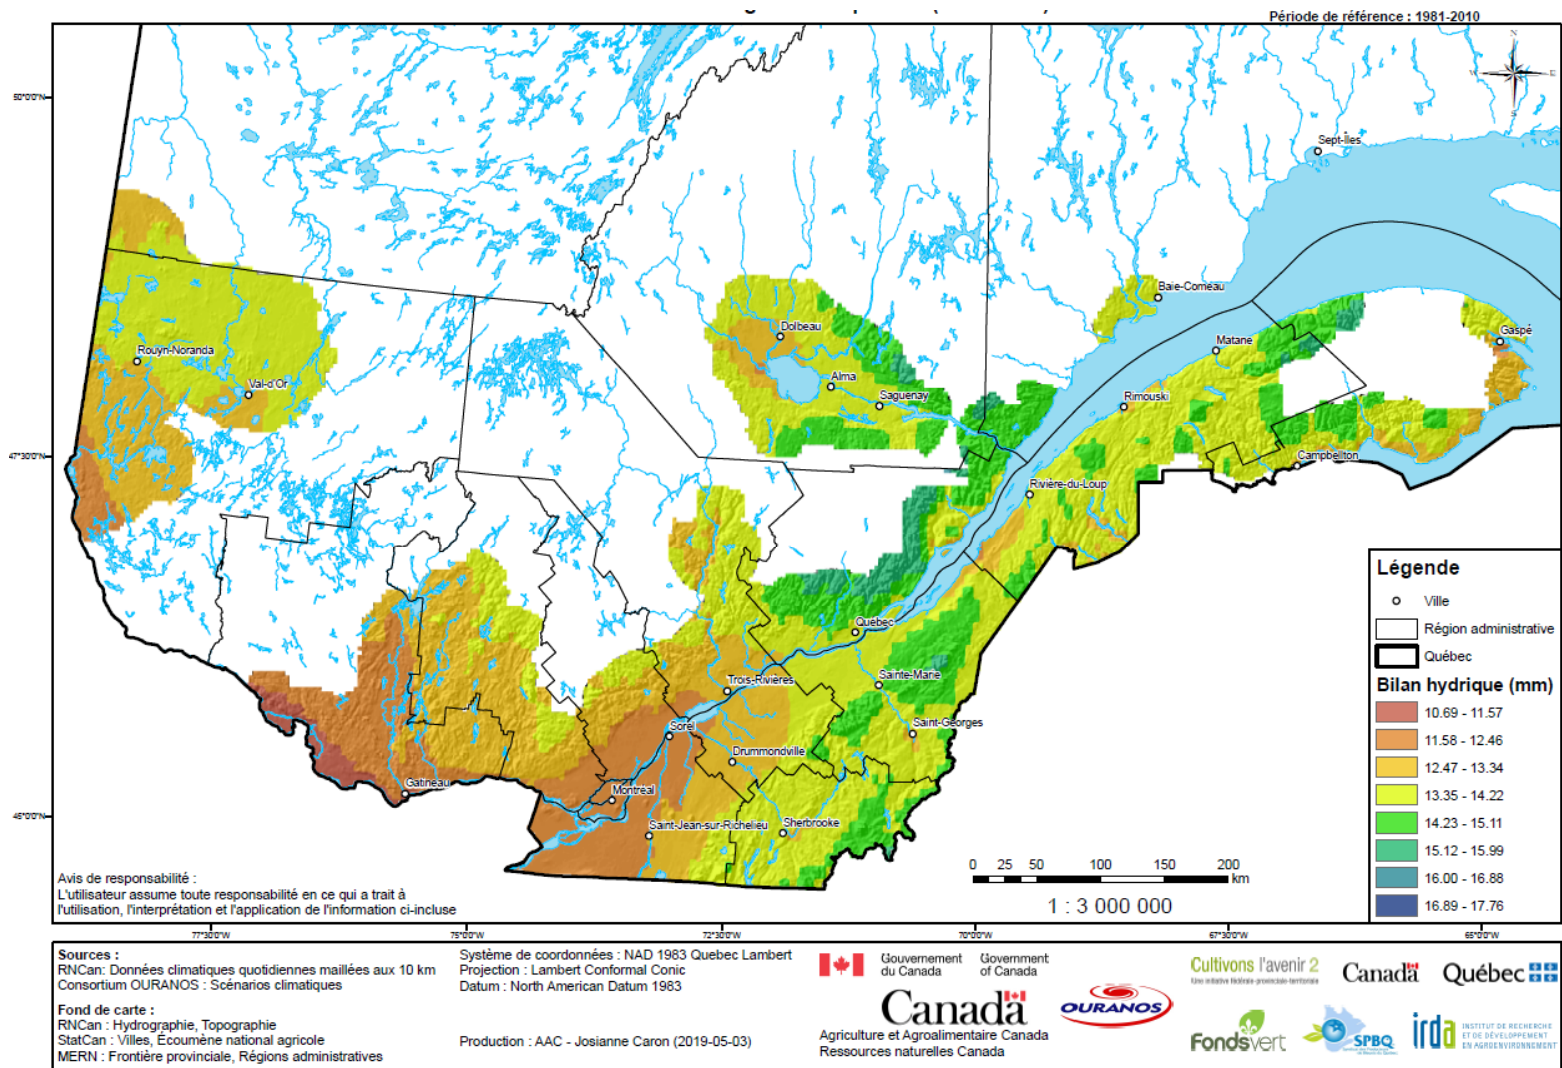 Période de référence : 1981-2010
N
W
E
S
50°0'0"N
47°30'0"N
45°0'0"N
Sept-Îles
Baie-Comeau
Gaspé
Matane
Dolbeau
Rouyn-Noranda
Val-d'Or
Alma
Saguenay
Rimouski
Campbellton
Rivière-du-Loup
Québec
Sainte-Marie
Trois-Rivières
Saint-Georges
Sorel
Drummondville
Gatineau
Montréal
Saint-Jean-sur-Richelieu
Sherbrooke
Légende
Ville
Région administrative
Québec
Bilan hydrique (mm)
10.69 - 11.57
11.58 - 12.46
12.47 - 13.34
13.35 - 14.22
14.23 - 15.11
15.12 - 15.99
16.00 - 16.88
16.89 - 17.76
0 25 50 100 150 200
km
1 : 3 000 000
Avis de responsabilité :
L'utilisateur assume toute responsabilité en ce qui a trait à
l'utilisation, l'interprétation et l'application de l'information ci-incluse
77°30'0"W 75°0'0"W 72°30'0"W 70°0'0"W 67°30'0"W 65°0'0"W
Sources :
RNCan: Données climatiques quotidiennes maillées aux 10 km
Consortium OURANOS : Scénarios climatiques
Fond de carte :
RNCan : Hydrographie, Topographie
StatCan : Villes, Écoumène national agricole
MERN : Frontière provinciale, Régions administratives
Système de coordonnées : NAD 1983 Quebec Lambert
Projection : Lambert Conformal Conic
Datum : North American Datum 1983
Production : AAC - Josianne Caron (2019-05-03)
Gouvernement du Canada
Government of Canada
Canada
Agriculture et Agroalimentaire Canada
Ressources naturelles Canada
OURANOS
Cultivons l'avenir 2
Une initiative fédérale-provinciale-territoriale
Canada
Québec
Fondsvert
SPBQ
irda
INSTITUT DE RECHERCHE
ET DE DÉVELOPPEMENT
EN AGROENVIRONNEMENT